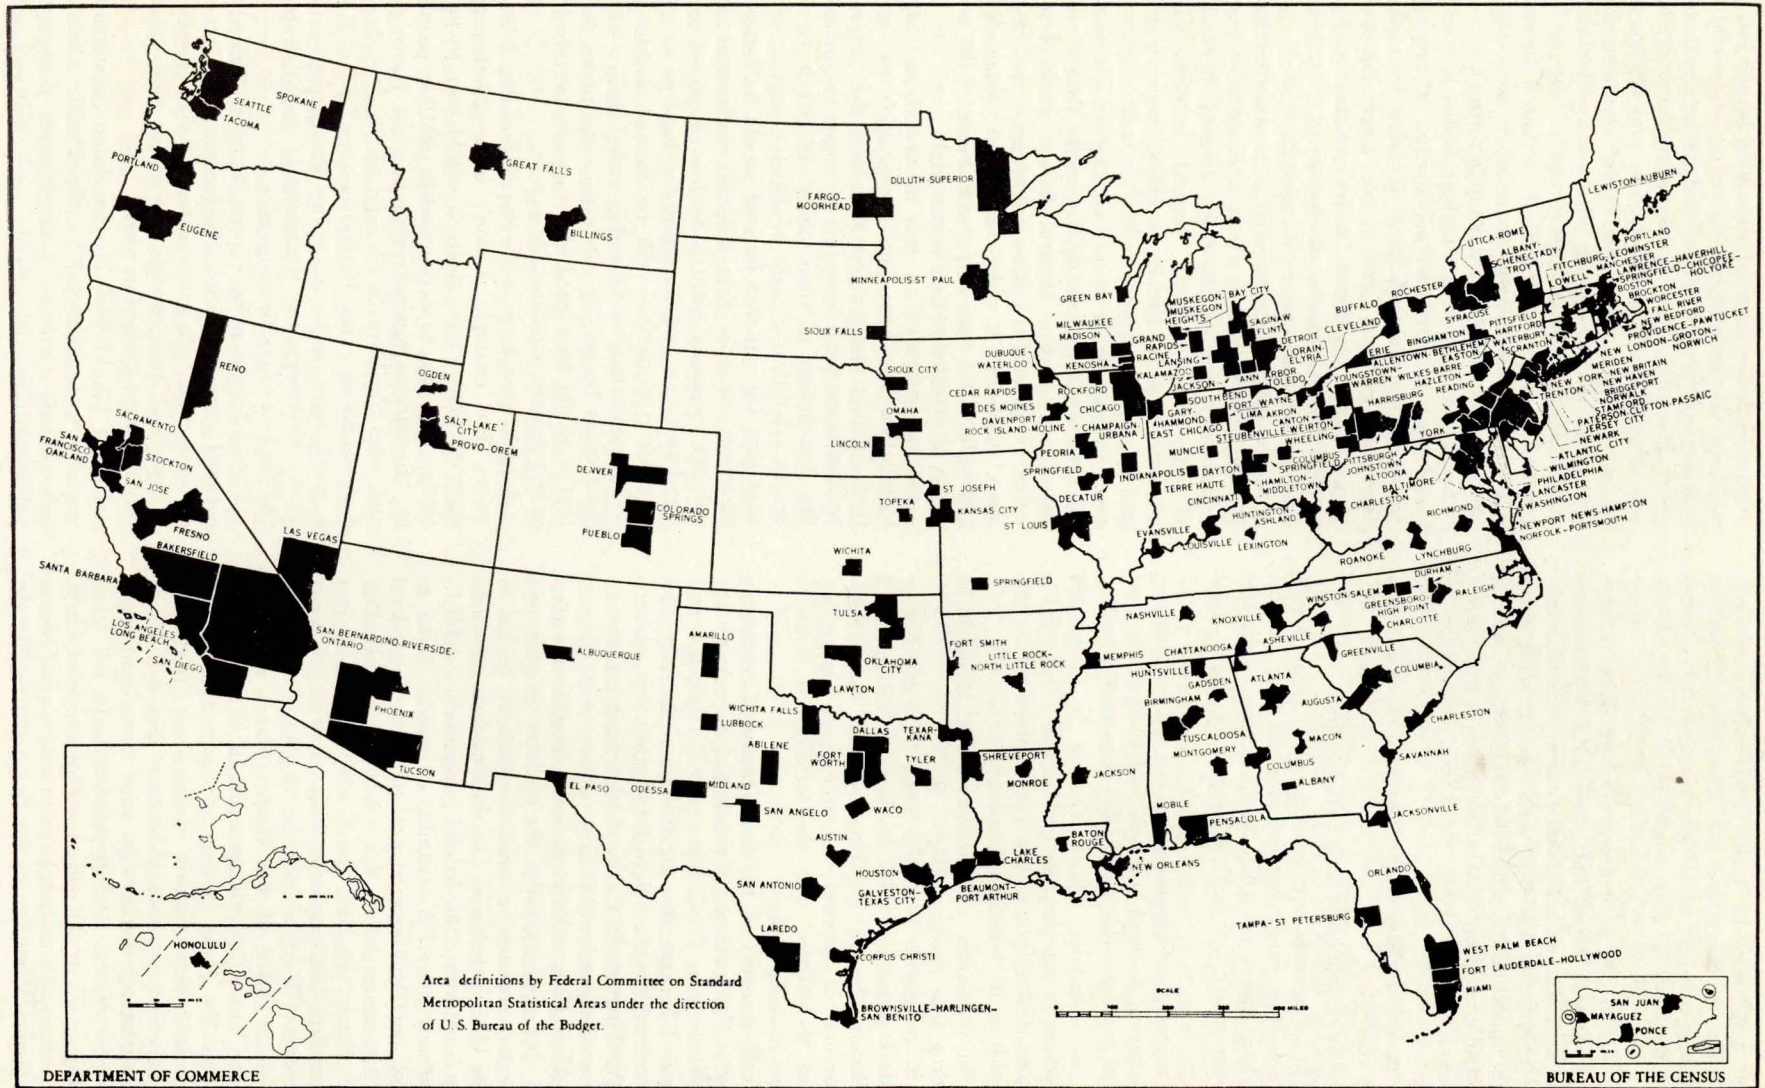 SEATTLE
TACOMA
SPOKANE
PORTLAND
EUGENE
GREAT FALLS
BILLINGS
FARGO-
MOORHEAD
DULUTH-SUPERIOR
MINNEAPOLIS-ST PAUL
SIOUX FALLS
GREEN BAY
MILWAUKEE
MADISON
RACINE
KENOSHA
MUSKEGON-
MUSKEGON
HEIGHTS
BAY CITY
SAGINAW
FLINT
GRAND
RAPIDS
LANSING
KALAMAZOO
JACKSON
ANN ARBOR
DETROIT
TOLEDO
LORAIN-
ELYRIA
CLEVELAND
BUFFALO
ROCHESTER
SYRACUSE
UTICA-ROME
ALBANY-
SCHENECTADY
TROY
BINGHAMTON
ERIE
LEWISTON-AUBURN
PORTLAND
FITCHBURG-LEOMINSTER
LOWELL
MANCHESTER
LAWRENCE-HAVERHILL
SPRINGFIELD-CHICOPEE-
HOLYOKE
BOSTON
BROCKTON
WORCESTER
FALL RIVER
NEW BEDFORD
PROVIDENCE-PAWTUCKET
NEW LONDON-GROTON-
NORWICH
PITTSFIELD
HARTFORD
WATERBURY
MERIDEN
NEW BRITAIN
NEW HAVEN
BRIDGEPORT
NORWALK
STAMFORD
NEW YORK
PATERSON-CLIFTON-PASSAIC
JERSEY CITY
NEWARK
ATLANTIC CITY
WILMINGTON
PHILADELPHIA
LANCASTER
WASHINGTON
TRENTON
SCRANTON
ALLENTOWN-BETHLEHEM
EASTON
WILKES BARRE
HAZLETON
READING
HARRISBURG
YORK
YOUNGSTOWN-
WARREN
AKRON
CANTON
LIMA
STEUBENVILLE-WEIRTON
WHEELING
PITTSBURGH
JOHNSTOWN
ALTOONA
BALTIMORE
COLUMBUS
SPRINGFIELD
DAYTON
HAMILTON-
MIDDLETOWN
CINCINNATI
FORT WAYNE
SOUTH BEND
GARY-
HAMMOND-
EAST CHICAGO
CHICAGO
ROCKFORD
DUBUQUE
WATERLOO
CEDAR RAPIDS
DES MOINES
DAVENPORT
ROCK ISLAND-MOLINE
SIOUX CITY
OMAHA
LINCOLN
CHAMPAIGN-
URBANA
PEORIA
SPRINGFIELD
DECATUR
INDIANAPOLIS
MUNCIE
TERRE HAUTE
EVANSVILLE
LOUISVILLE
LEXINGTON
HUNTINGTON-
ASHLAND
CHARLESTON
RICHMOND
NEWPORT NEWS-HAMPTON
NORFOLK-PORTSMOUTH
ROANOKE
LYNCHBURG
ST JOSEPH
KANSAS CITY
TOPEKA
ST LOUIS
SPRINGFIELD
WICHITA
RENO
SACRAMENTO
SAN
FRANCISCO
OAKLAND
STOCKTON
SAN JOSE
FRESNO
BAKERSFIELD
SANTA BARBARA
LOS ANGELES
LONG BEACH
SAN DIEGO
SAN BERNARDINO-RIVERSIDE-
ONTARIO
LAS VEGAS
OGDEN
SALT LAKE
CITY
PROVO-OREM
DENVER
COLORADO
SPRINGS
PUEBLO
ALBUQUERQUE
PHOENIX
TUCSON
TULSA
OKLAHOMA
CITY
LAWTON
AMARILLO
LUBBOCK
WICHITA FALLS
ABILENE
FORT
WORTH
DALLAS
TEXAR-
KANA
TYLER
WACO
EL PASO
ODESSA
MIDLAND
SAN ANGELO
AUSTIN
SAN ANTONIO
HOUSTON
GALVESTON-
TEXAS CITY
BEAUMONT-
PORT ARTHUR
LAREDO
CORPUS CHRISTI
BROWNSVILLE-HARLINGEN-
SAN BENITO
FORT SMITH
LITTLE ROCK-
NORTH LITTLE ROCK
SHREVEPORT
MONROE
LAKE
CHARLES
BATON
ROUGE
NEW ORLEANS
JACKSON
MEMPHIS
NASHVILLE
KNOXVILLE
CHATTANOOGA
ASHEVILLE
WINSTON-SALEM
GREENSBORO-
HIGH POINT
DURHAM
RALEIGH
CHARLOTTE
GREENVILLE
COLUMBIA
CHARLESTON
HUNTSVILLE
GADSDEN
BIRMINGHAM
TUSCALOOSA
MONTGOMERY
MOBILE
ATLANTA
AUGUSTA
MACON
COLUMBUS
ALBANY
SAVANNAH
PENSACOLA
JACKSONVILLE
ORLANDO
TAMPA-ST PETERSBURG
WEST PALM BEACH
FORT LAUDERDALE-HOLLYWOOD
MIAMI
HONOLULU
SAN JUAN
MAYAGUEZ
PONCE
SCALE
0 100 200 300 400 MILES
Area definitions by Federal Committee on Standard
Metropolitan Statistical Areas under the direction
of U.S. Bureau of the Budget.
DEPARTMENT OF COMMERCE
BUREAU OF THE CENSUS